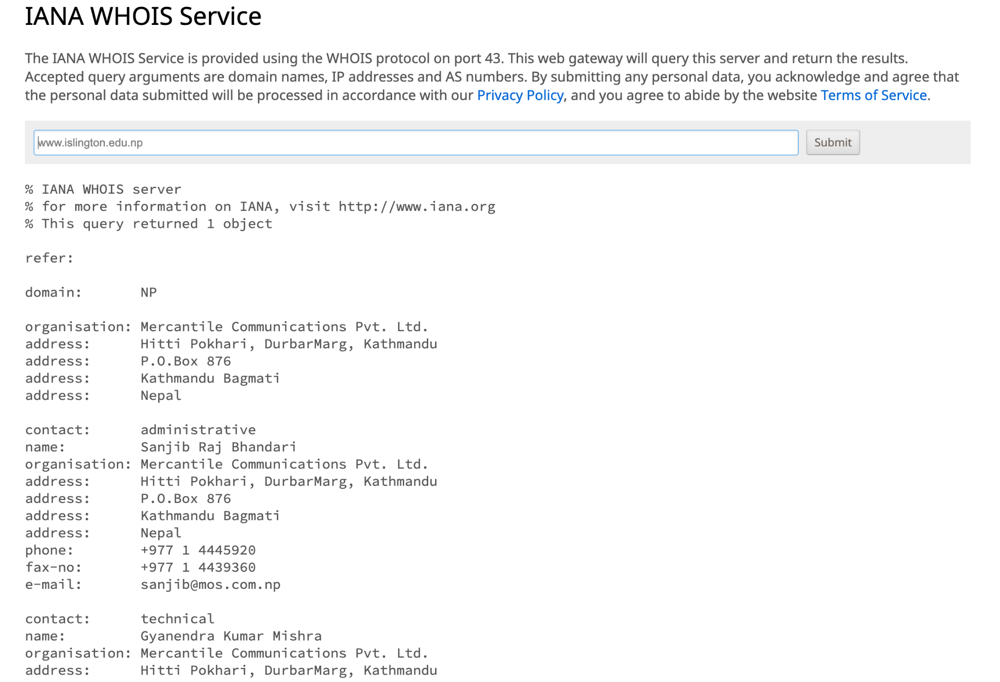 IANA WHOIS Service
The IANA WHOIS Service is provided using the WHOIS protocol on port 43. This web gateway will query this server and return the results.
Accepted query arguments are domain names, IP addresses and AS numbers. By submitting any personal data, you acknowledge and agree that
the personal data submitted will be processed in accordance with our Privacy Policy, and you agree to abide by the website Terms of Service.
www.islington.edu.np Submit
% IANA WHOIS server
% for more information on IANA, visit http://www.iana.org
% This query returned 1 object
refer:
domain: NP
organisation: Mercantile Communications Pvt. Ltd.
address: Hitti Pokhari, DurbarMarg, Kathmandu
address: P.O.Box 876
address: Kathmandu Bagmati
address: Nepal
contact: administrative
name: Sanjib Raj Bhandari
organisation: Mercantile Communications Pvt. Ltd.
address: Hitti Pokhari, DurbarMarg, Kathmandu
address: P.O.Box 876
address: Kathmandu Bagmati
address: Nepal
phone: +977 1 4445920
fax-no: +977 1 4439360
e-mail: sanjib@mos.com.np
contact: technical
name: Gyanendra Kumar Mishra
organisation: Mercantile Communications Pvt. Ltd.
address: Hitti Pokhari, DurbarMarg, Kathmandu